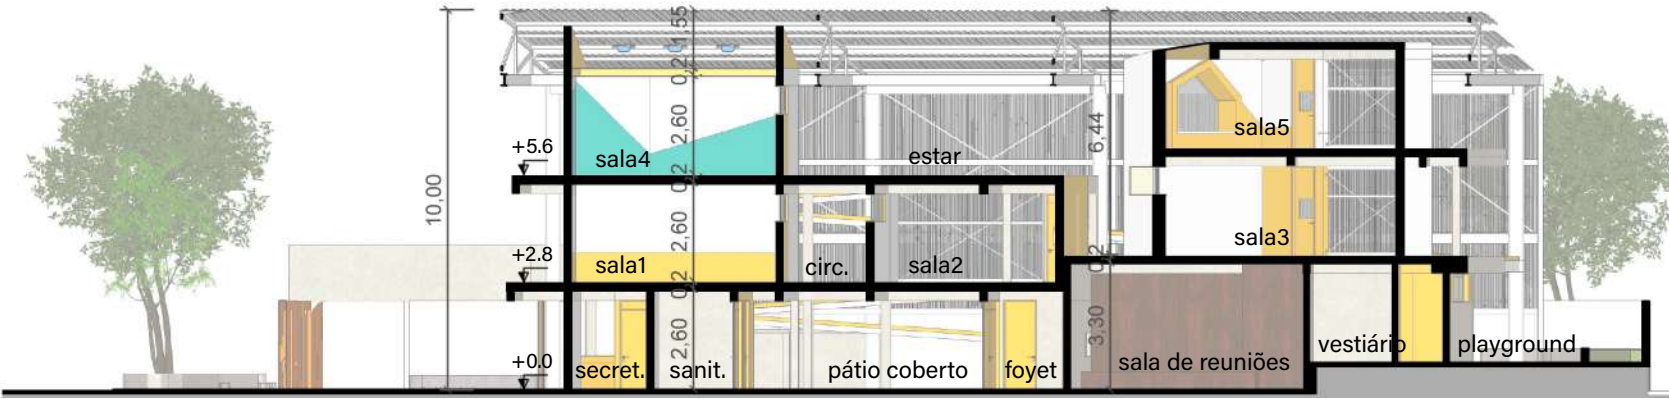 1,55
0,2
2,60
0,2
2,60
0,2
2,60
10,00
6,44
0,2
3,30
+5.6
+2.8
+0.0
sala4
estar
sala5
sala1
circ.
sala2
sala3
secret.
sanit.
pátio coberto
foyet
sala de reuniões
vestiário
playground